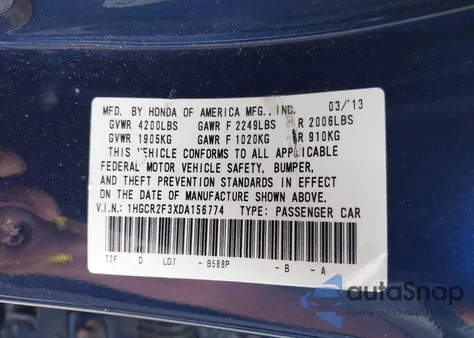 MFD. BY HONDA OF AMERICA MFG., INC. 03/'13
GVWR 4200LBS GAWR F 2249LBS R 2006LBS
GVWR 1905KG GAWR F 1020KG R 910KG
THIS VEHICLE CONFORMS TO ALL APPLICABLE
FEDERAL MOTOR VEHICLE SAFETY, BUMPER,
AND THEFT PREVENTION STANDARDS IN EFFECT
ON THE DATE OF MANUFACTURE SHOWN ABOVE.
V.I.N.: 1HGCR2F3XDA156774 TYPE: PASSENGER CAR
T2F D LD7 - B588P - B - A
autoSnap